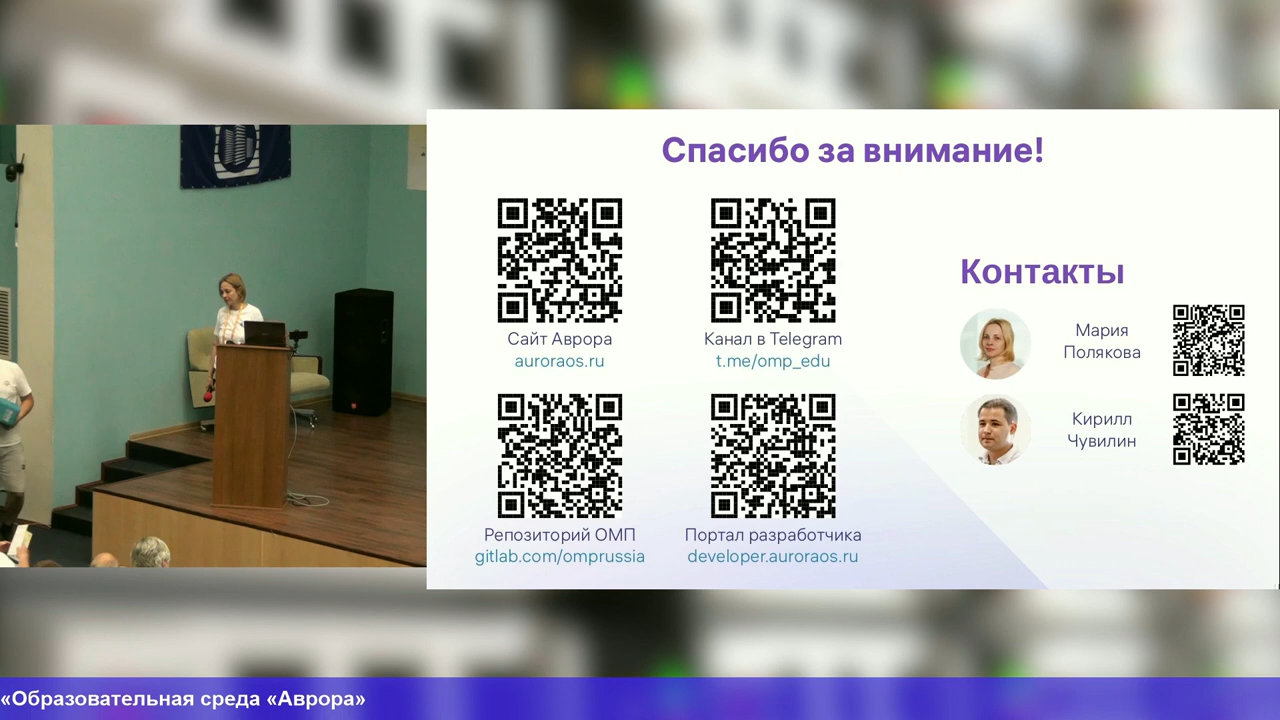 Спасибо за внимание!
Сайт Аврора
auroraos.ru
Канал в Telegram
t.me/omp_edu
Репозиторий ОМП
gitlab.com/omprussia
Портал разработчика
developer.auroraos.ru
Контакты
Мария
Полякова
Кирилл
Чувилин
«Образовательная среда «Аврора»